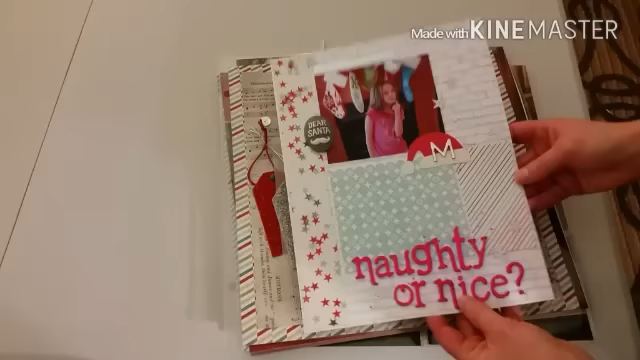 Made with KINEMASTER
DEAR
SANTA
M
naughty
or nice?